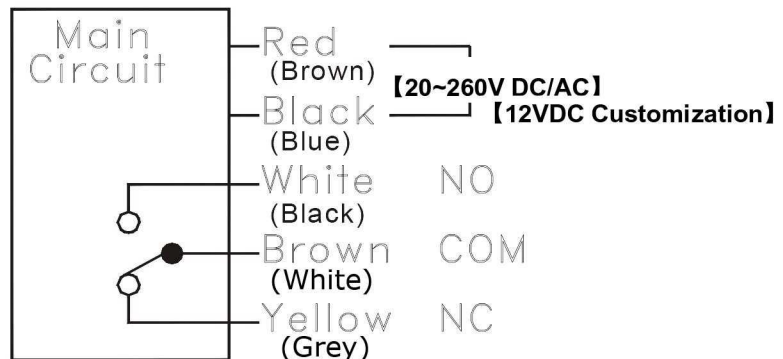 Main
Circuit
Red
(Brown)
【20~260V DC/AC】
Black
【12VDC Customization】
(Blue)
White NO
(Black)
Brown COM
(White)
Yellow NC
(Grey)